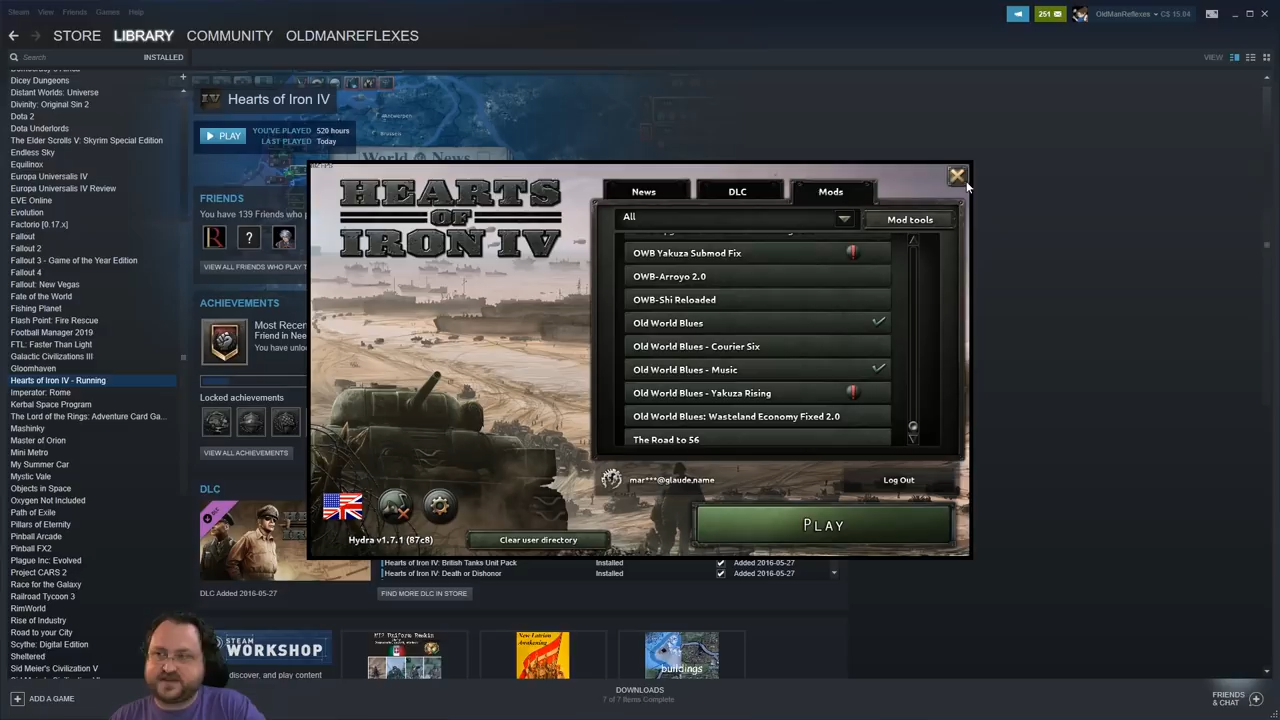 Steam View Friends Games Help
251 OldManReflexes C$ 15.04
STORE LIBRARY COMMUNITY OLDMANREFLEXES
Search INSTALLED VIEW
Dicey Dungeons
Distant Worlds: Universe
Divinity: Original Sin 2
Dota 2
Dota Underlords
The Elder Scrolls V: Skyrim Special Edition
Endless Sky
Equilinox
Europa Universalis IV
Europa Universalis IV Review
EVE Online
Evolution
Factorio [0.17.x]
Fallout
Fallout 2
Fallout 3 - Game of the Year Edition
Fallout 4
Fallout: New Vegas
Fate of the World
Fishing Planet
Flash Point: Fire Rescue
Football Manager 2019
FTL: Faster Than Light
Galactic Civilizations III
Gloomhaven
Hearts of Iron IV - Running
Imperator: Rome
Kerbal Space Program
The Lord of the Rings: Adventure Card Ga...
Mashinky
Master of Orion
Mini Metro
My Summer Car
Mystic Vale
Objects in Space
Oxygen Not Included
Path of Exile
Pillars of Eternity
Pinball Arcade
Pinball FX2
Plague Inc: Evolved
Project CARS 2
Race for the Galaxy
Railroad Tycoon 3
RimWorld
Rise of Industry
Road to your City
Scythe: Digital Edition
Sheltered
Sid Meier's Civilization V
ADD A GAME
Hearts of Iron IV
PLAY
YOU'VE PLAYED 520 hours
LAST PLAYED Today
World News
FRIENDS
You have 139 Friends who p
R ?
VIEW ALL FRIENDS WHO PLAY T
ACHIEVEMENTS
Most Recen
Friend in Nee
You have unlo
Locked achievements
VIEW ALL ACHIEVEMENTS
DLC
DLC Added 2016-05-27
HEARTS
OF
IRON IV
News DLC Mods
All Mod tools
OWB Yakuza Submod Fix
OWB-Arroyo 2.0
OWB-Shi Reloaded
Old World Blues
Old World Blues - Courier Six
Old World Blues - Music
Old World Blues - Yakuza Rising
Old World Blues: Wasteland Economy Fixed 2.0
The Road to 56
mar***@glaude,name Log Out
PLAY
Hydra v1.7.1 (87c8) Clear user directory
Hearts of Iron IV: British Tanks Unit Pack Installed Added 2016-05-27
Hearts of Iron IV: Death or Dishonor Installed Added 2016-05-27
FIND MORE DLC IN STORE
STEAM
WORKSHOP
discover, and play content
New Latvian
Awakening
buildings
DOWNLOADS
7 of 7 Items Complete
FRIENDS
& CHAT